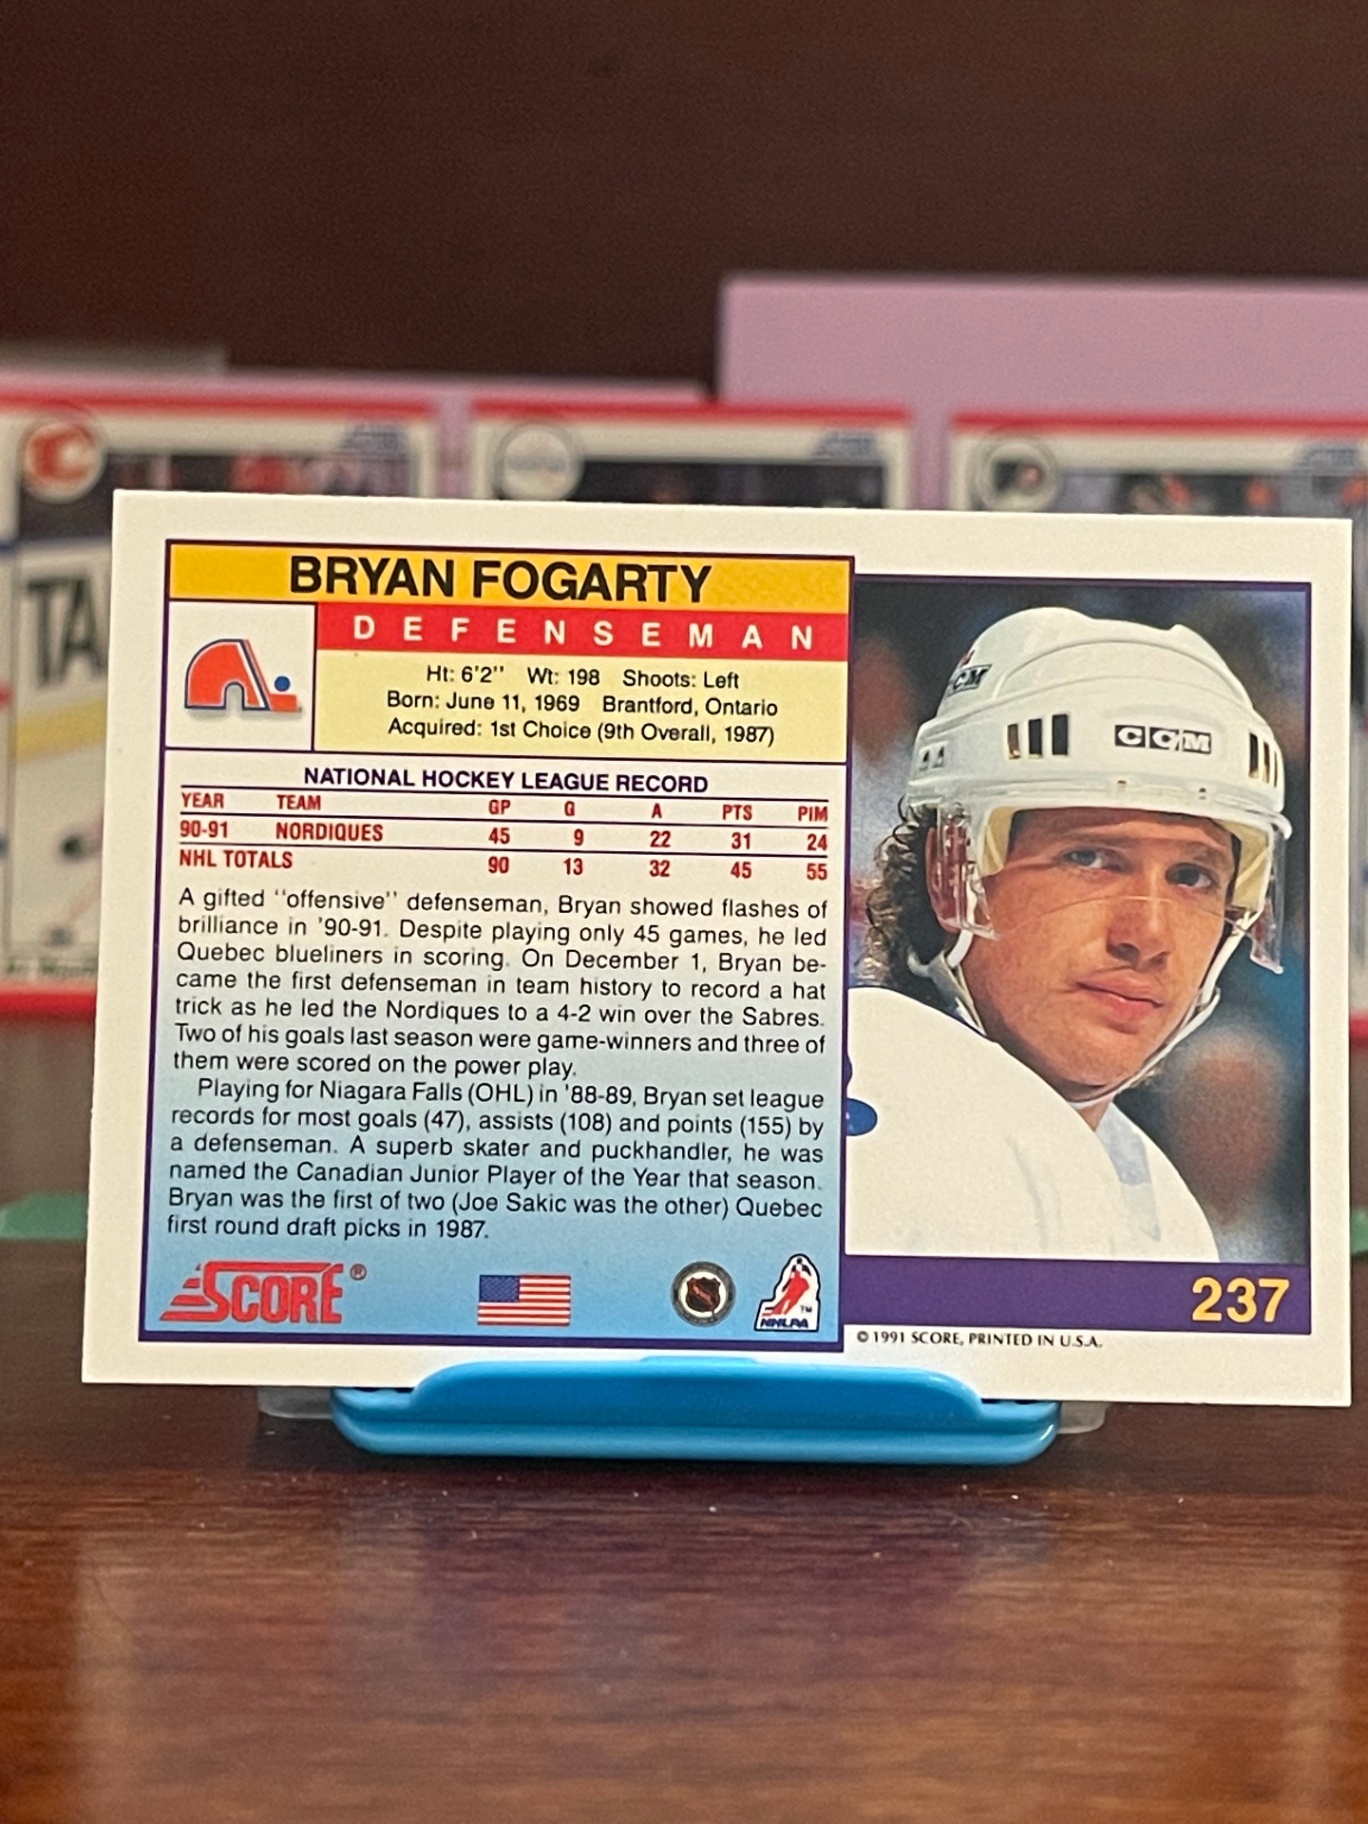 TA
BRYAN FOGARTY
DEFENSEMAN
Ht: 6'2" Wt: 198 Shoots: Left
Born: June 11, 1969 Brantford, Ontario
Acquired: 1st Choice (9th Overall, 1987)
NATIONAL HOCKEY LEAGUE RECORD
YEAR TEAM GP G A PTS PIM
90-91 NORDIQUES 45 9 22 31 24
NHL TOTALS 90 13 32 45 55
A gifted "offensive" defenseman, Bryan showed flashes of
brilliance in '90-91. Despite playing only 45 games, he led
Quebec blueliners in scoring. On December 1, Bryan be-
came the first defenseman in team history to record a hat
trick as he led the Nordiques to a 4-2 win over the Sabres.
Two of his goals last season were game-winners and three of
them were scored on the power play.
Playing for Niagara Falls (OHL) in '88-89, Bryan set league
records for most goals (47), assists (108) and points (155) by
a defenseman. A superb skater and puckhandler, he was
named the Canadian Junior Player of the Year that season.
Bryan was the first of two (Joe Sakic was the other) Quebec
first round draft picks in 1987.
SCORE®
NHLPA TM
CCM
CCM
237
© 1991 SCORE, PRINTED IN U.S.A.